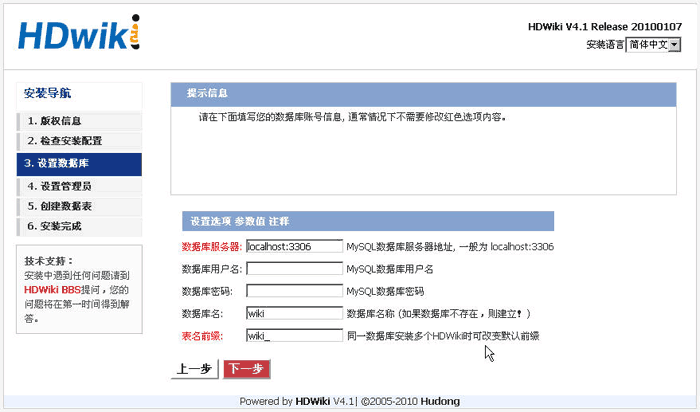 HDwiki
HDWiki V4.1 Release 20100107
安装语言 简体中文
安装导航
1. 版权信息
2. 检查安装配置
3. 设置数据库
4. 设置管理员
5. 创建数据表
6. 安装完成
技术支持：
安装中遇到任何问题请到
HDWiki BBS提问，您的
问题将在第一时间得到解
答。
提示信息
请在下面填写您的数据库账号信息, 通常情况下不需要修改红色选项内容。
设置选项 参数值 注释
数据库服务器: localhost:3306 MySQL数据库服务器地址, 一般为 localhost:3306
数据库用户名: MySQL数据库用户名
数据库密码: MySQL数据库密码
数据库名: wiki 数据库名称 (如果数据库不存在，则建立！)
表名前缀: wiki_ 同一数据库安装多个HDWiki时可改变默认前缀
上一步 下一步
Powered by HDWiki V4.1| ©2005-2010 Hudong